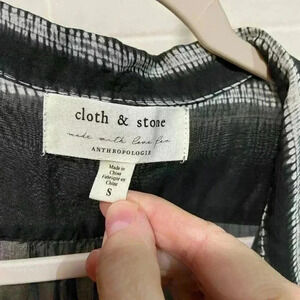 cloth & stone
made with love for
ANTHROPOLOGIE
Made in
China
Fabriqué en
Chine
S